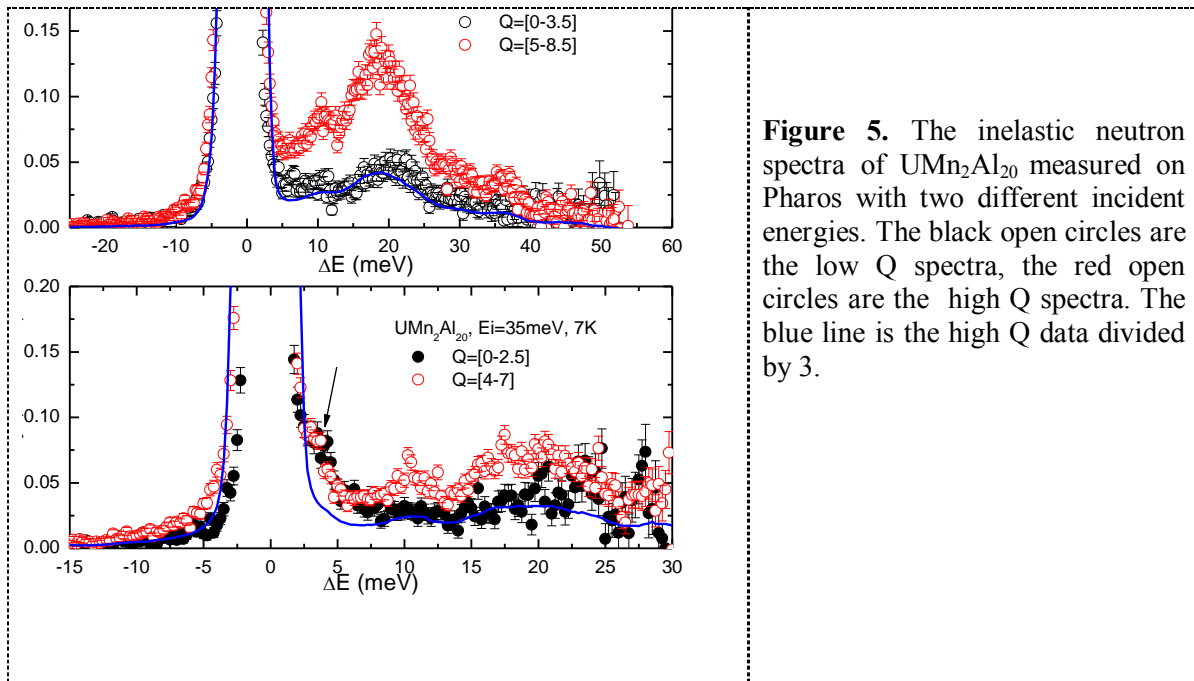 0.15
0.10
0.05
0.00
Q=[0-3.5]
Q=[5-8.5]
-20 -10 0 10 20 30 40 50 60
ΔE (meV)
0.20
0.15
0.10
0.05
0.00
UMn₂Al₂₀, Ei=35meV, 7K
Q=[0-2.5]
Q=[4-7]
-15 -10 -5 0 5 10 15 20 25 30
ΔE (meV)
Figure 5. The inelastic neutron
spectra of UMn₂Al₂₀ measured on
Pharos with two different incident
energies. The black open circles are
the low Q spectra, the red open
circles are the high Q spectra. The
blue line is the high Q data divided
by 3.